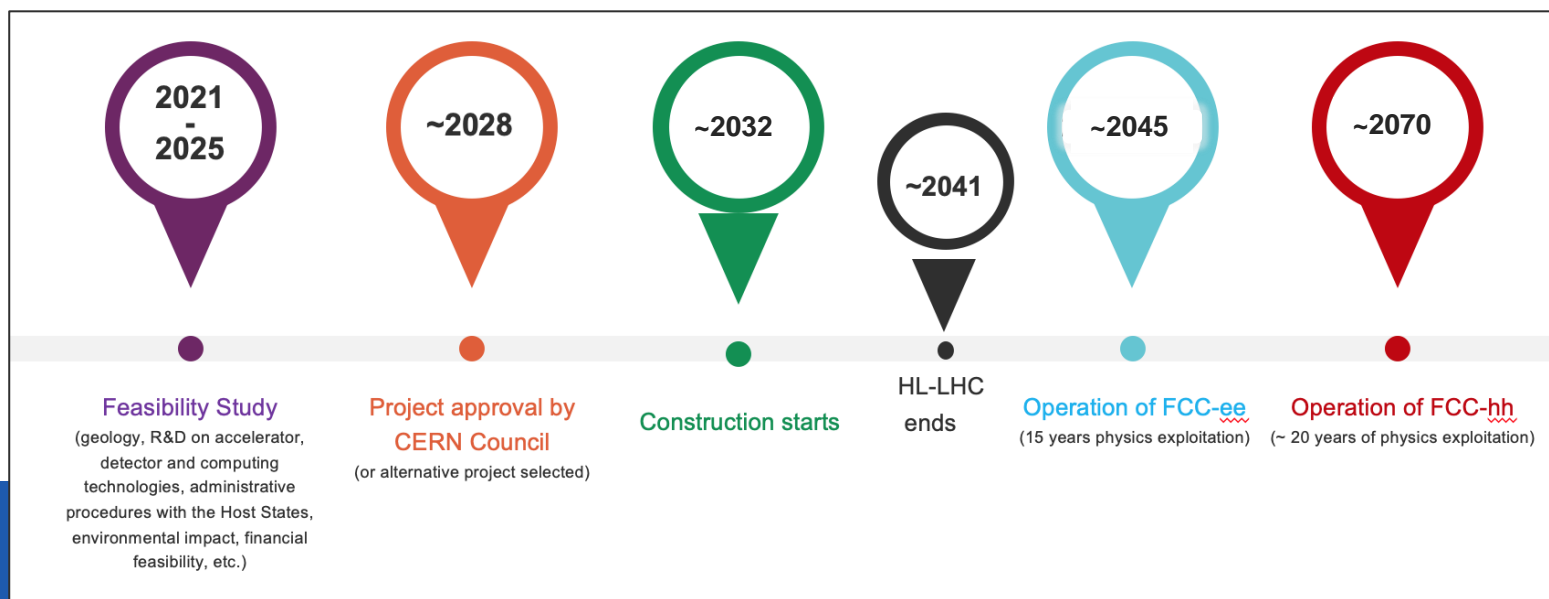 2021
-
2025
~2028
~2032
~2041
~2045
~2070
Feasibility Study
(geology, R&D on accelerator,
detector and computing
technologies, administrative
procedures with the Host States,
environmental impact, financial
feasibility, etc.)
Project approval by
CERN Council
(or alternative project selected)
Construction starts
HL-LHC
ends
Operation of FCC-ee
(15 years physics exploitation)
Operation of FCC-hh
(~ 20 years of physics exploitation)